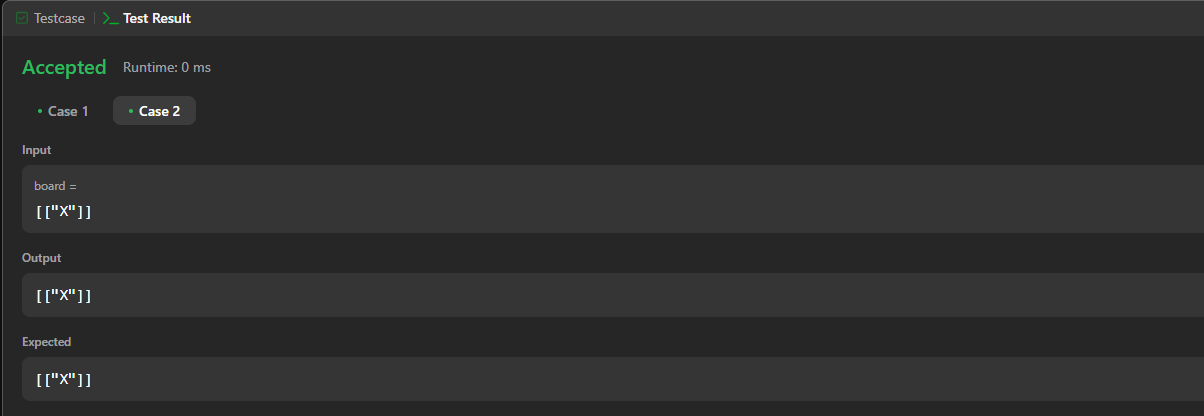 Testcase | >_ Test Result
Accepted Runtime: 0 ms
• Case 1 • Case 2
Input
board =
[["X"]]
Output
[["X"]]
Expected
[["X"]]